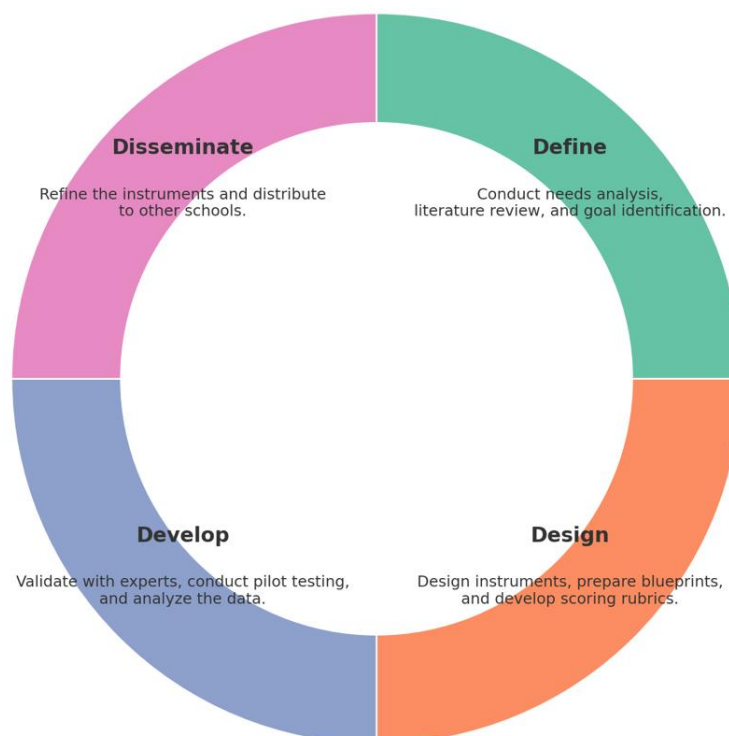 Disseminate
Refine the instruments and distribute
to other schools.
Define
Conduct needs analysis,
literature review, and goal identification.
Develop
Validate with experts, conduct pilot testing,
and analyze the data.
Design
Design instruments, prepare blueprints,
and develop scoring rubrics.